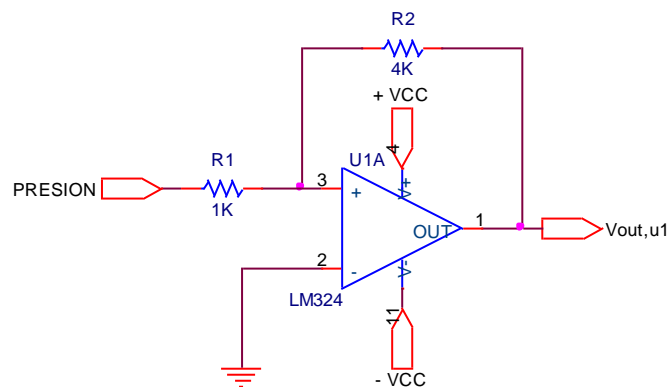 R2
4K
+ VCC
4
R1
U1A
V+
PRESION
3
+
1K
1
OUT
Vout,u1
2
-
V-
LM324
11
- VCC